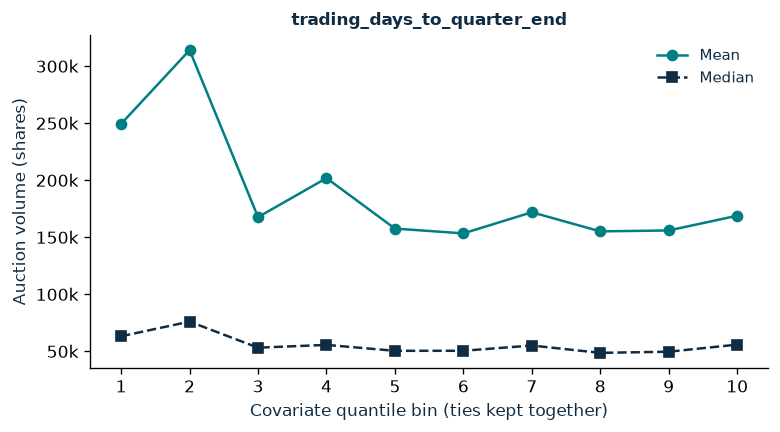 trading_days_to_quarter_end
Mean
Median
Auction volume (shares)
300k
250k
200k
150k
100k
50k
1 2 3 4 5 6 7 8 9 10
Covariate quantile bin (ties kept together)